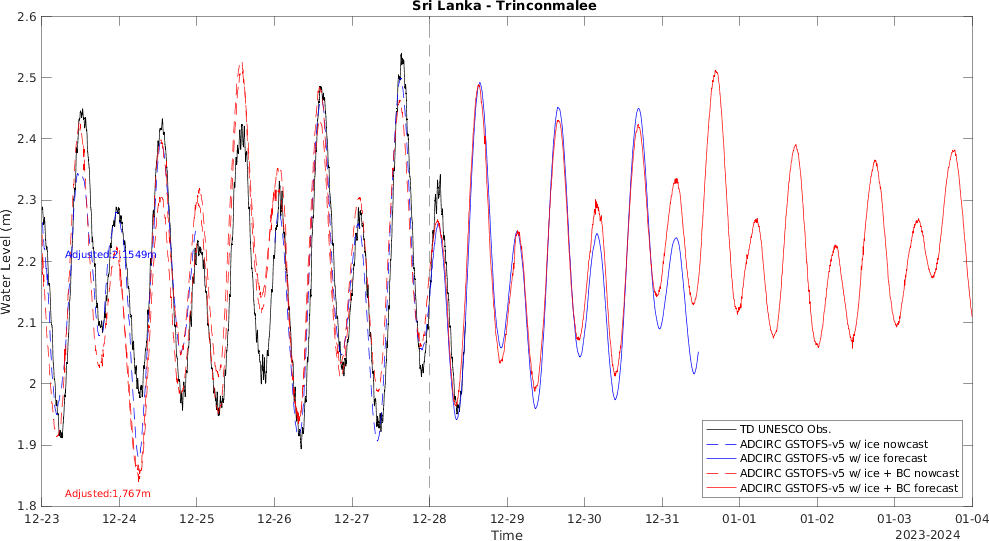 Sri Lanka - Trinconmalee
2.6
2.5
2.4
2.3
2.2
2.1
2
1.9
1.8
Water Level (m)
Adjusted:2.1549m
Adjusted:1.767m
TD UNESCO Obs.
ADCIRC GSTOFS-v5 w/ ice nowcast
ADCIRC GSTOFS-v5 w/ ice forecast
ADCIRC GSTOFS-v5 w/ ice + BC nowcast
ADCIRC GSTOFS-v5 w/ ice + BC forecast
12-23 12-24 12-25 12-26 12-27 12-28 12-29 12-30 12-31 01-01 01-02 01-03 01-04
Time
2023-2024